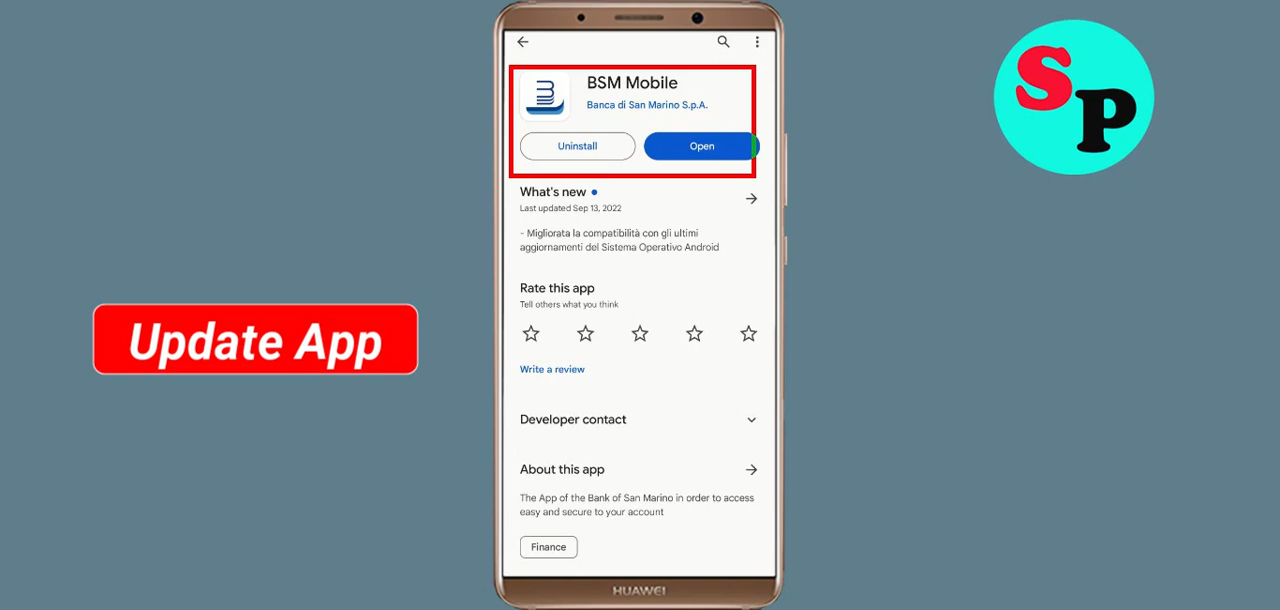 BSM Mobile
Banca di San Marino S.p.A.
Uninstall
Open
What's new
Last updated Sep 13, 2022
- Migliorata la compatibilità con gli ultimi
aggiornamenti del Sistema Operativo Android
Rate this app
Tell others what you think
Write a review
Developer contact
About this app
The App of the Bank of San Marino in order to access
easy and secure to your account
Finance
HUAWEI
Update App
SP